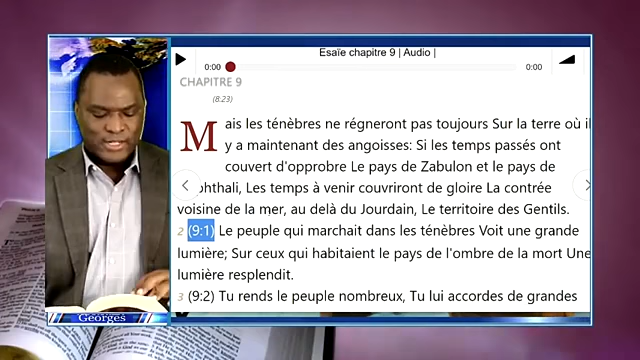 Esaïe chapitre 9 | Audio |
0:00
0:00
CHAPITRE 9
(8:23)
Mais les ténèbres ne régneront pas toujours Sur la terre où il
y a maintenant des angoisses: Si les temps passés ont
couvert d'opprobre Le pays de Zabulon et le pays de
phthali, Les temps à venir couvriront de gloire La contrée
voisine de la mer, au delà du Jourdain, Le territoire des Gentils.
2 (9:1) Le peuple qui marchait dans les ténèbres Voit une grande
lumière; Sur ceux qui habitaient le pays de l'ombre de la mort Une
lumière resplendit.
3 (9:2) Tu rends le peuple nombreux, Tu lui accordes de grandes
Georges